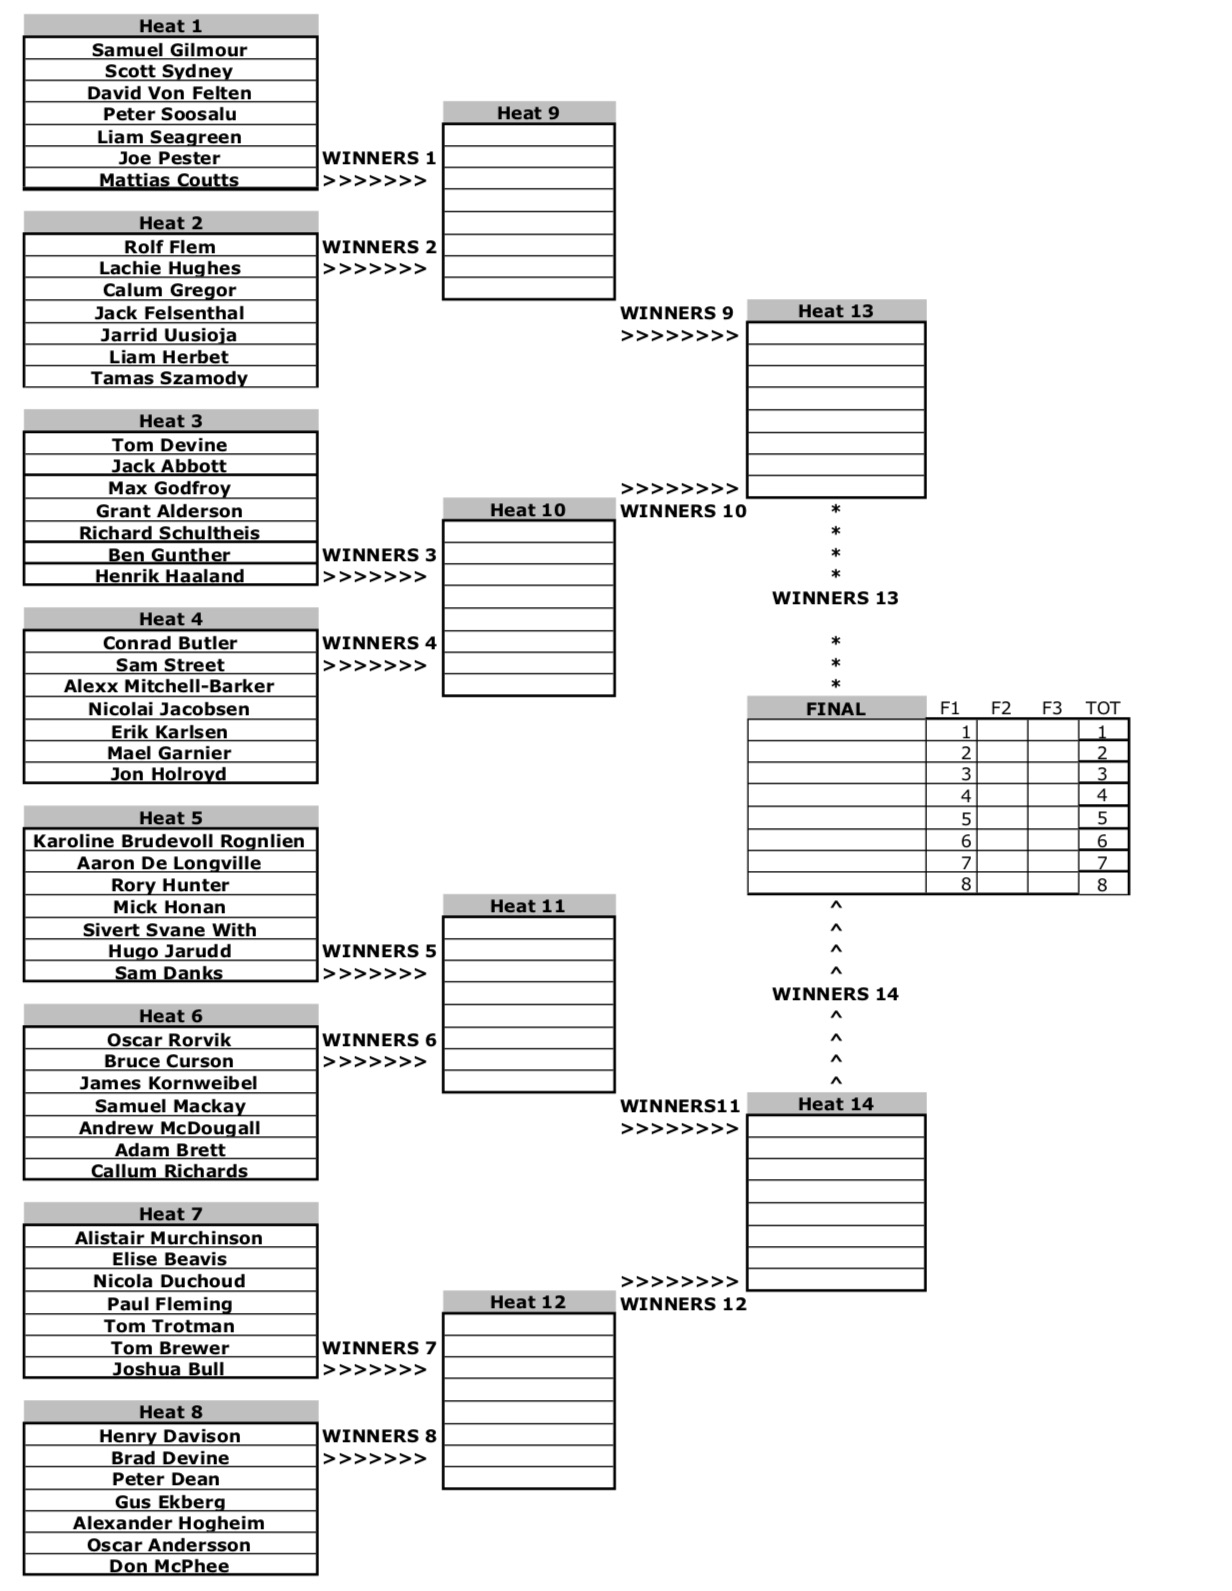 Heat 1
Samuel Gilmour
Scott Sydney
David Von Felten
Peter Soosalu
Liam Seagreen
Joe Pester
Mattias Coutts
WINNERS 1
>>>>>>>
Heat 2
Rolf Flem
Lachie Hughes
Calum Gregor
Jack Felsenthal
Jarrid Uusioja
Liam Herbet
Tamas Szamody
WINNERS 2
>>>>>>>
Heat 3
Tom Devine
Jack Abbott
Max Godfroy
Grant Alderson
Richard Schultheis
Ben Gunther
Henrik Haaland
WINNERS 3
>>>>>>>
Heat 4
Conrad Butler
Sam Street
Alexx Mitchell-Barker
Nicolai Jacobsen
Erik Karlsen
Mael Garnier
Jon Holroyd
WINNERS 4
>>>>>>>
Heat 5
Karoline Brudevoll Rognlien
Aaron De Longville
Rory Hunter
Mick Honan
Sivert Svane With
Hugo Jarudd
Sam Danks
WINNERS 5
>>>>>>>
Heat 6
Oscar Rorvik
Bruce Curson
James Kornweibel
Samuel Mackay
Andrew McDougall
Adam Brett
Callum Richards
WINNERS 6
>>>>>>>
Heat 7
Alistair Murchinson
Elise Beavis
Nicola Duchoud
Paul Fleming
Tom Trotman
Tom Brewer
Joshua Bull
WINNERS 7
>>>>>>>
Heat 8
Henry Davison
Brad Devine
Peter Dean
Gus Ekberg
Alexander Hogheim
Oscar Andersson
Don McPhee
WINNERS 8
>>>>>>>
Heat 9
WINNERS 9
>>>>>>>>
Heat 10
>>>>>>>>
WINNERS 10
Heat 11
WINNERS11
>>>>>>>>
Heat 12
>>>>>>>>
WINNERS 12
Heat 13
*
*
*
*
WINNERS 13
*
*
*
FINAL F1 F2 F3 TOT
1 1
2 2
3 3
4 4
5 5
6 6
7 7
8 8
^
^
^
^
WINNERS 14
^
^
^
^
Heat 14